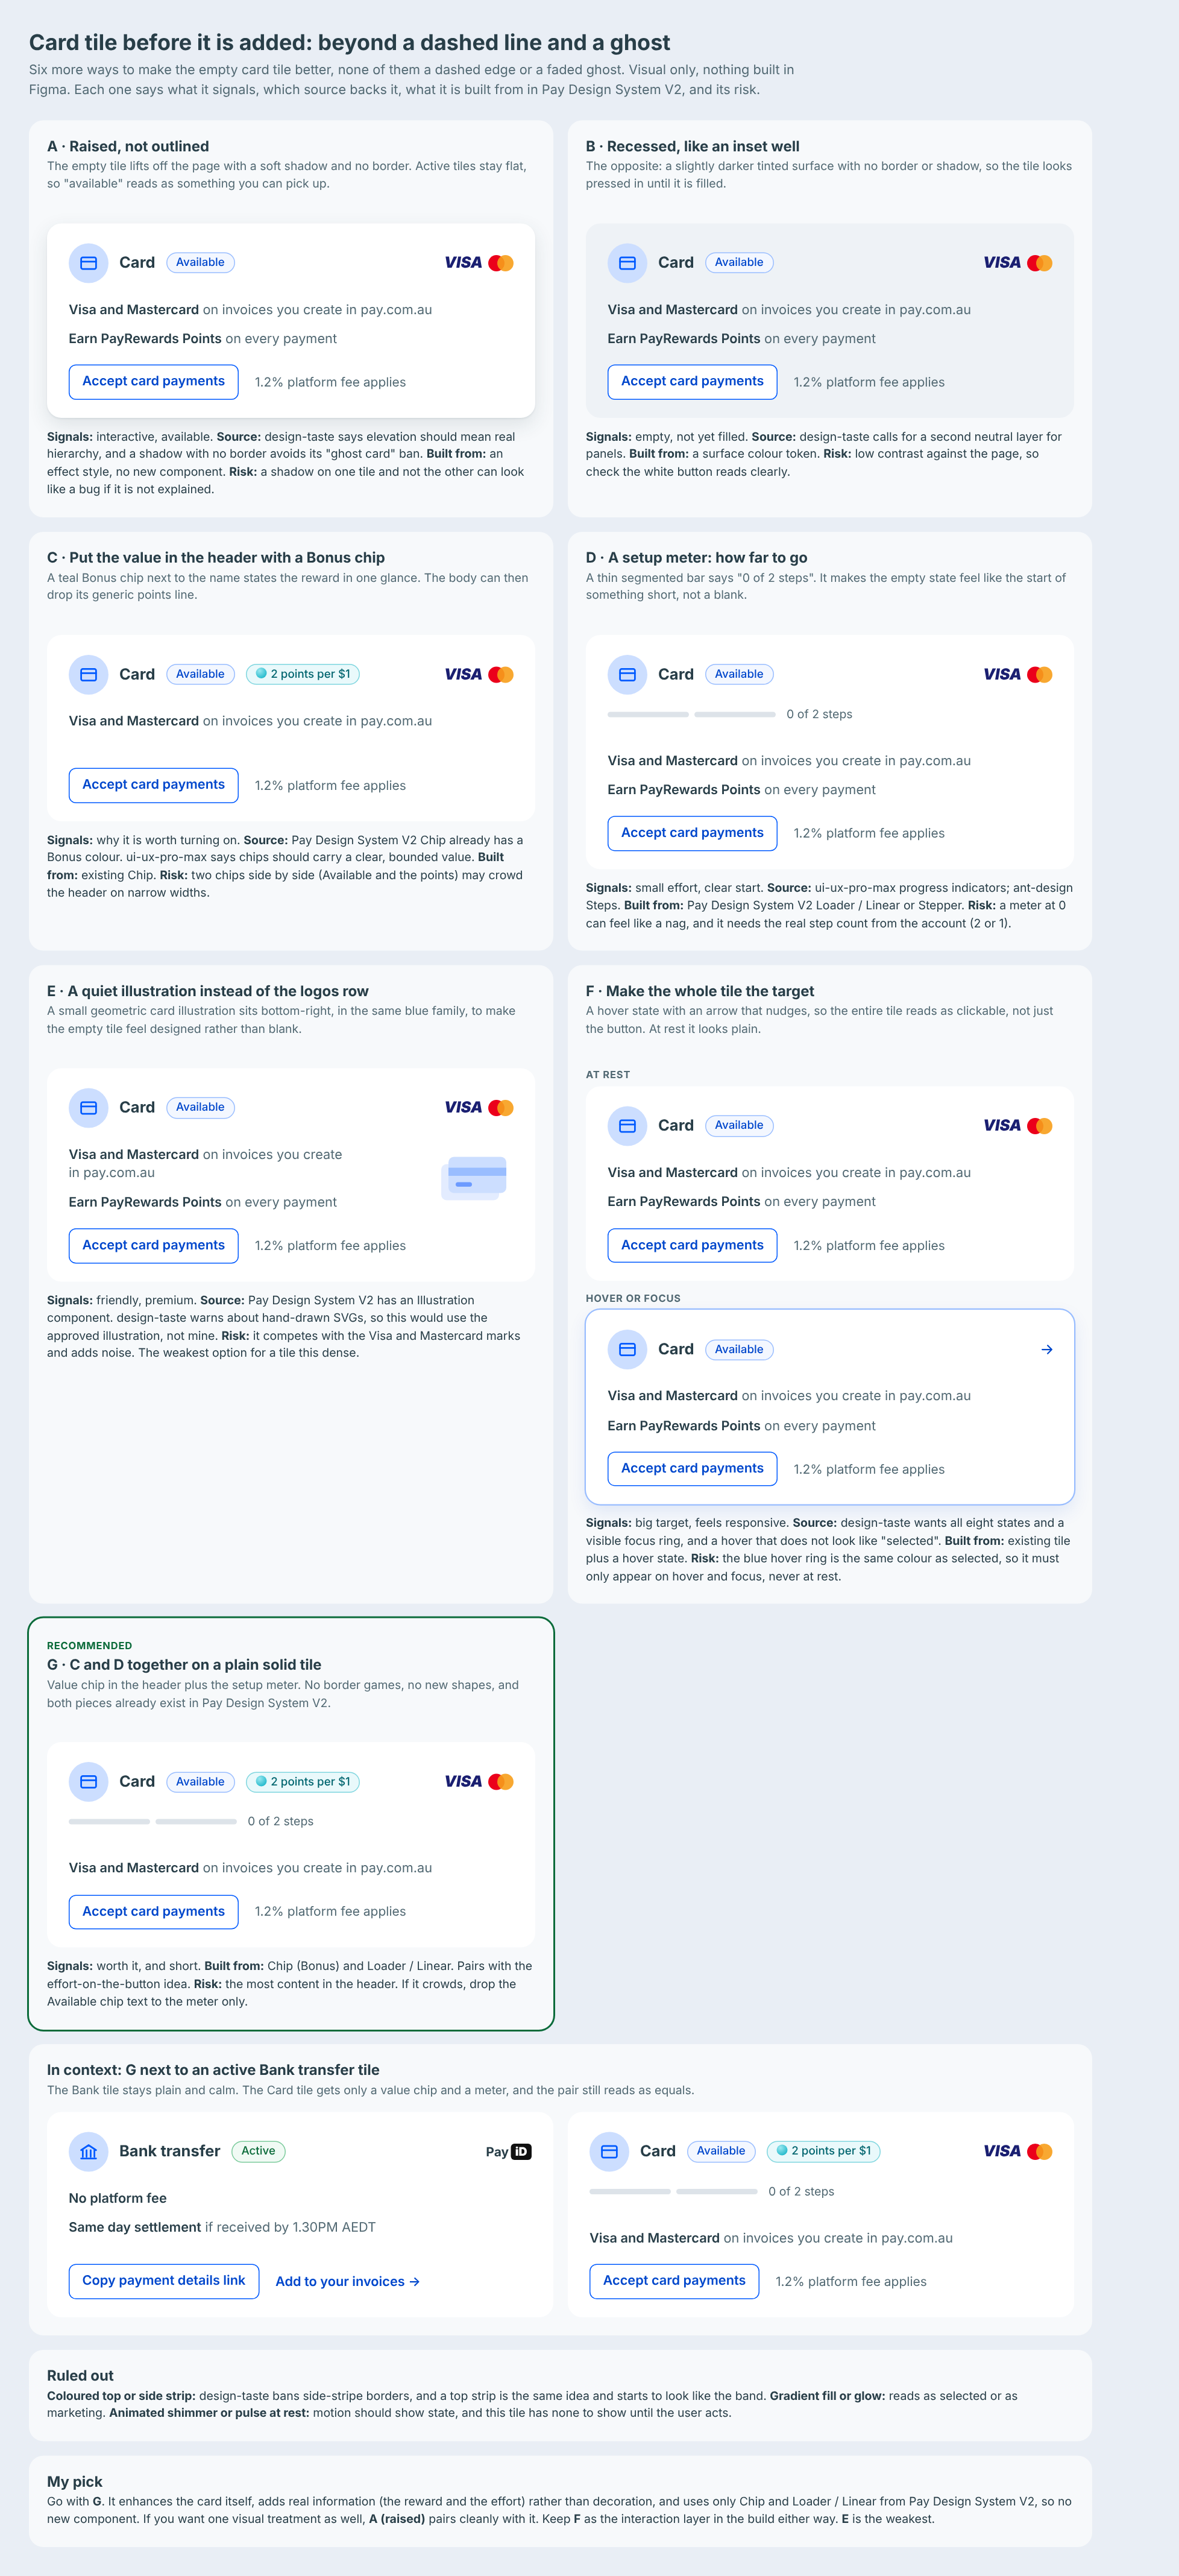 Card tile before it is added: beyond a dashed line and a ghost
Six more ways to make the empty card tile better, none of them a dashed edge or a faded ghost. Visual only, nothing built in
Figma. Each one says what it signals, which source backs it, what it is built from in Pay Design System V2, and its risk.
A · Raised, not outlined
The empty tile lifts off the page with a soft shadow and no border. Active tiles stay flat,
so "available" reads as something you can pick up.
Card Available VISA
Visa and Mastercard on invoices you create in pay.com.au
Earn PayRewards Points on every payment
Accept card payments 1.2% platform fee applies
Signals: interactive, available. Source: design-taste says elevation should mean real
hierarchy, and a shadow with no border avoids its "ghost card" ban. Built from: an
effect style, no new component. Risk: a shadow on one tile and not the other can look
like a bug if it is not explained.
B · Recessed, like an inset well
The opposite: a slightly darker tinted surface with no border or shadow, so the tile looks
pressed in until it is filled.
Card Available VISA
Visa and Mastercard on invoices you create in pay.com.au
Earn PayRewards Points on every payment
Accept card payments 1.2% platform fee applies
Signals: empty, not yet filled. Source: design-taste calls for a second neutral layer for
panels. Built from: a surface colour token. Risk: low contrast against the page, so
check the white button reads clearly.
C · Put the value in the header with a Bonus chip
A teal Bonus chip next to the name states the reward in one glance. The body can then
drop its generic points line.
Card Available 2 points per $1 VISA
Visa and Mastercard on invoices you create in pay.com.au
Accept card payments 1.2% platform fee applies
Signals: why it is worth turning on. Source: Pay Design System V2 Chip already has a
Bonus colour. ui-ux-pro-max says chips should carry a clear, bounded value. Built
from: existing Chip. Risk: two chips side by side (Available and the points) may crowd
the header on narrow widths.
D · A setup meter: how far to go
A thin segmented bar says "0 of 2 steps". It makes the empty state feel like the start of
something short, not a blank.
Card Available VISA
0 of 2 steps
Visa and Mastercard on invoices you create in pay.com.au
Earn PayRewards Points on every payment
Accept card payments 1.2% platform fee applies
Signals: small effort, clear start. Source: ui-ux-pro-max progress indicators; ant-design
Steps. Built from: Pay Design System V2 Loader / Linear or Stepper. Risk: a meter at 0
can feel like a nag, and it needs the real step count from the account (2 or 1).
E · A quiet illustration instead of the logos row
A small geometric card illustration sits bottom-right, in the same blue family, to make
the empty tile feel designed rather than blank.
Card Available VISA
Visa and Mastercard on invoices you create
in pay.com.au
Earn PayRewards Points on every payment
Accept card payments 1.2% platform fee applies
Signals: friendly, premium. Source: Pay Design System V2 has an Illustration
component. design-taste warns about hand-drawn SVGs, so this would use the
approved illustration, not mine. Risk: it competes with the Visa and Mastercard marks
and adds noise. The weakest option for a tile this dense.
F · Make the whole tile the target
A hover state with an arrow that nudges, so the entire tile reads as clickable, not just
the button. At rest it looks plain.
AT REST
Card Available VISA
Visa and Mastercard on invoices you create in pay.com.au
Earn PayRewards Points on every payment
Accept card payments 1.2% platform fee applies
HOVER OR FOCUS
Card Available →
Visa and Mastercard on invoices you create in pay.com.au
Earn PayRewards Points on every payment
Accept card payments 1.2% platform fee applies
Signals: big target, feels responsive. Source: design-taste wants all eight states and a
visible focus ring, and a hover that does not look like "selected". Built from: existing tile
plus a hover state. Risk: the blue hover ring is the same colour as selected, so it must
only appear on hover and focus, never at rest.
RECOMMENDED
G · C and D together on a plain solid tile
Value chip in the header plus the setup meter. No border games, no new shapes, and
both pieces already exist in Pay Design System V2.
Card Available 2 points per $1 VISA
0 of 2 steps
Visa and Mastercard on invoices you create in pay.com.au
Accept card payments 1.2% platform fee applies
Signals: worth it, and short. Built from: Chip (Bonus) and Loader / Linear. Pairs with the
effort-on-the-button idea. Risk: the most content in the header. If it crowds, drop the
Available chip text to the meter only.
In context: G next to an active Bank transfer tile
The Bank tile stays plain and calm. The Card tile gets only a value chip and a meter, and the pair still reads as equals.
Bank transfer Active Pay iD
No platform fee
Same day settlement if received by 1.30PM AEDT
Copy payment details link Add to your invoices →
Card Available 2 points per $1 VISA
0 of 2 steps
Visa and Mastercard on invoices you create in pay.com.au
Accept card payments 1.2% platform fee applies
Ruled out
Coloured top or side strip: design-taste bans side-stripe borders, and a top strip is the same idea and starts to look like the band. Gradient fill or glow: reads as selected or as
marketing. Animated shimmer or pulse at rest: motion should show state, and this tile has none to show until the user acts.
My pick
Go with G. It enhances the card itself, adds real information (the reward and the effort) rather than decoration, and uses only Chip and Loader / Linear from Pay Design System V2, so no
new component. If you want one visual treatment as well, A (raised) pairs cleanly with it. Keep F as the interaction layer in the build either way. E is the weakest.